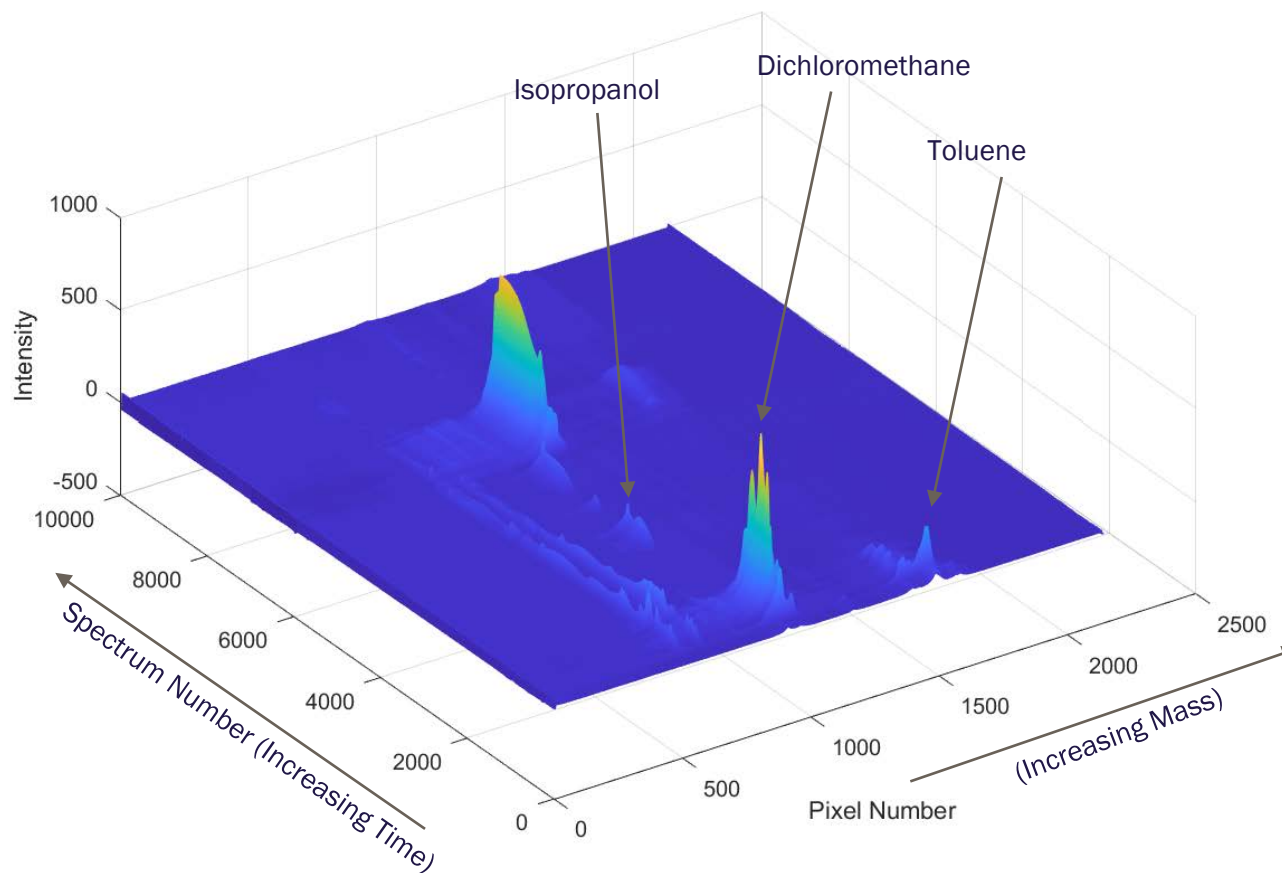 Dichloromethane
Isopropanol
Toluene
1000
500
0
-500
Intensity
10000
8000
6000
4000
2000
0
Spectrum Number (Increasing Time)
0
500
1000
1500
2000
2500
Pixel Number
(Increasing Mass)